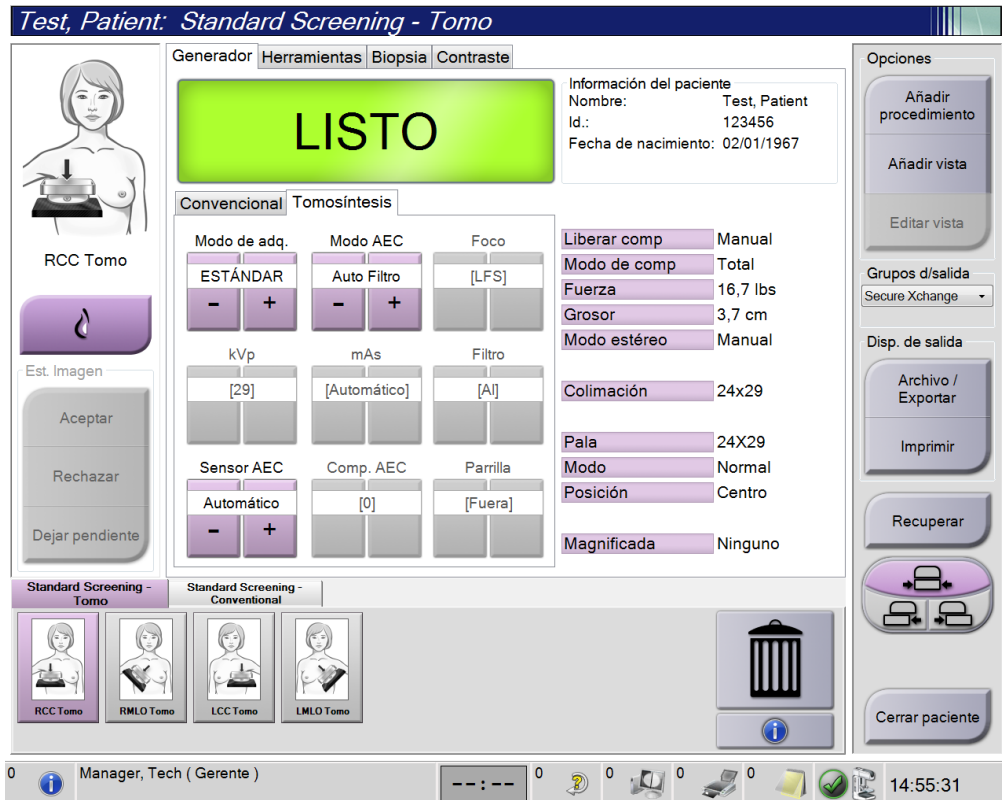 Test, Patient: Standard Screening - Tomo
RCC Tomo
Est. Imagen
Aceptar
Rechazar
Dejar pendiente
Generador Herramientas Biopsia Contraste
LISTO
Información del paciente
Nombre: Test, Patient
Id.: 123456
Fecha de nacimiento: 02/01/1967
Convencional Tomosíntesis
Modo de adq. Modo AEC Foco
ESTÁNDAR Auto Filtro [LFS]
- + - +
kVp mAs Filtro
[29] [Automático] [Al]
Sensor AEC Comp. AEC Parrilla
Automático [0] [Fuera]
- +
Liberar comp Manual
Modo de comp Total
Fuerza 16,7 lbs
Grosor 3,7 cm
Modo estéreo Manual
Colimación 24x29
Pala 24X29
Modo Normal
Posición Centro
Magnificada Ninguno
Opciones
Añadir
procedimiento
Añadir vista
Editar vista
Grupos d/salida
Secure Xchange
Disp. de salida
Archivo /
Exportar
Imprimir
Recuperar
Cerrar paciente
Standard Screening -
Tomo
Standard Screening -
Conventional
RCC Tomo RMLO Tomo LCC Tomo LMLO Tomo
0 Manager, Tech ( Gerente ) --:-- 0 0 0 0 14:55:31